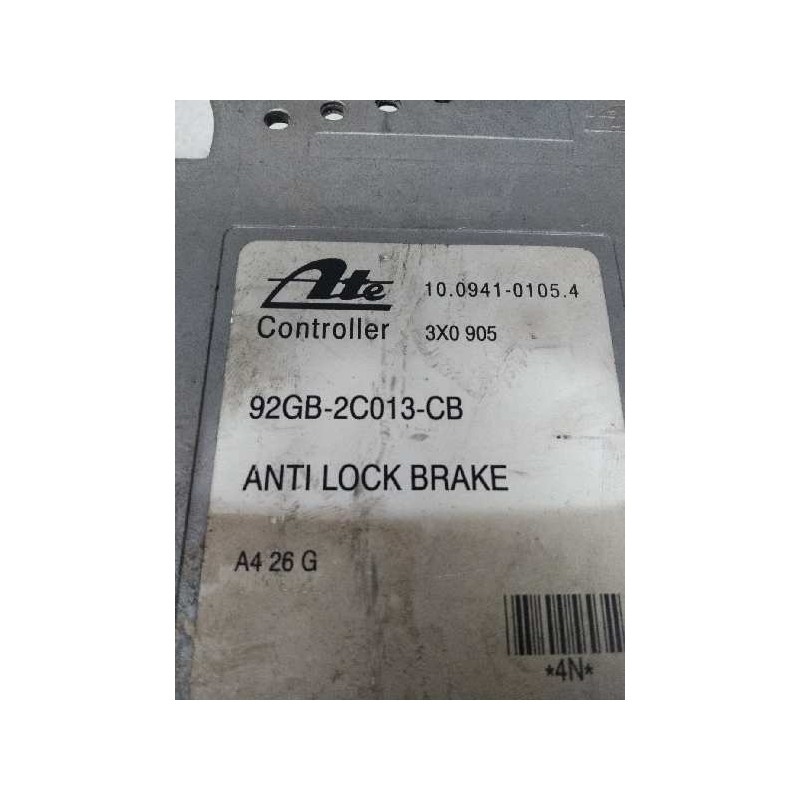 Ate 10.0941-0105.4
Controller 3X0 905
92GB-2C013-CB
ANTI LOCK BRAKE
A4 26 G
*4N*